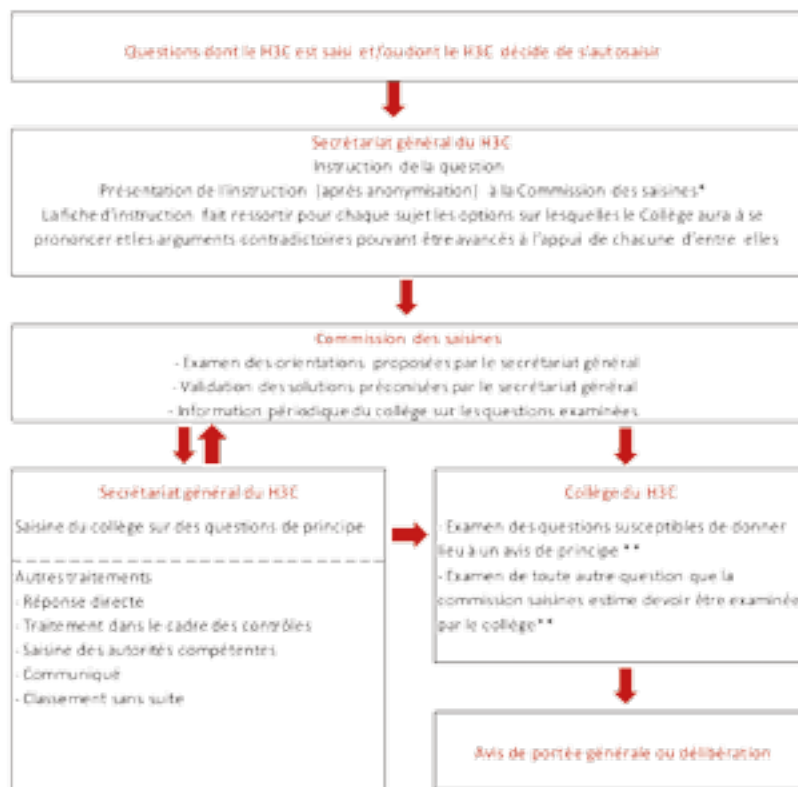 Questions dont le H3C est saisi et/ou dont le H3C décide de s'autosaisir
Secrétariat général du H3C
Instruction de la question
Présentation de l'instruction (après anonymisation) à la Commission des saisines*
La fiche d'instruction fait ressortir pour chaque sujet les options sur lesquelles le Collège aura à se
prononcer et les arguments contradictoires pouvant être avancés à l'appui de chacune d'entre elles
Commission des saisines
- Examen des orientations proposées par le secrétariat général
- Validation des solutions préconisées par le secrétariat général
- Information périodique du collège sur les questions examinées
Secrétariat général du H3C
Saisine du collège sur des questions de principe
Autres traitements
- Réponse directe
- Traitement dans le cadre des contrôles
- Saisine des autorités compétentes
- Communiqué
- Classement sans suite
Collège du H3C
- Examen des questions susceptibles de donner
lieu à un avis de principe **
- Examen de toute autre question que la
commission saisines estime devoir être examinée
par le collège**
Avis de portée générale ou délibération